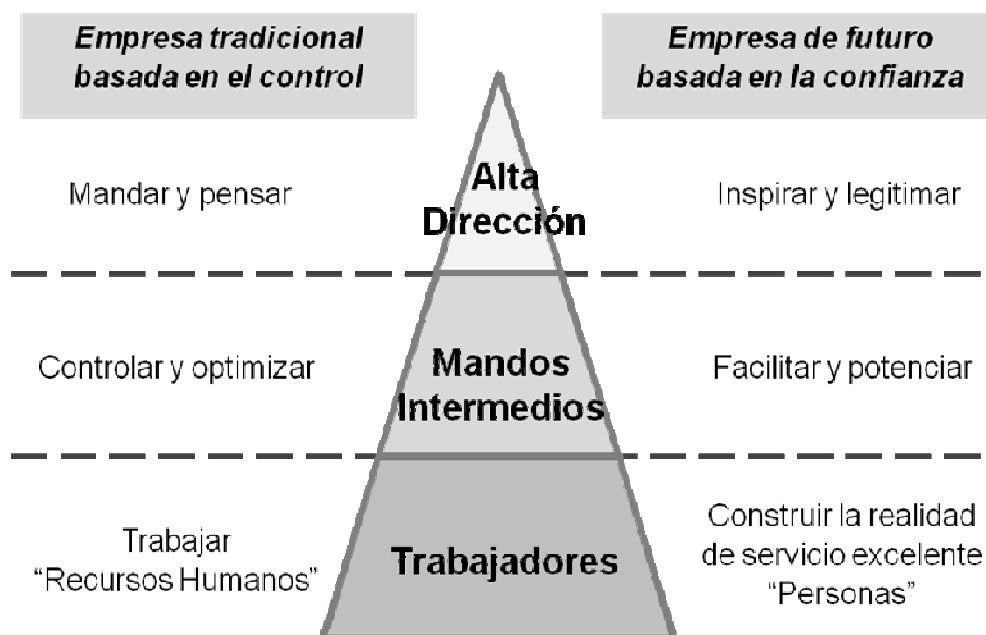 Empresa tradicional
basada en el control
Empresa de futuro
basada en la confianza
Mandar y pensar
Alta
Dirección
Inspirar y legitimar
Controlar y optimizar
Mandos
Intermedios
Facilitar y potenciar
Trabajar
“Recursos Humanos”
Trabajadores
Construir la realidad
de servicio excelente
“Personas”